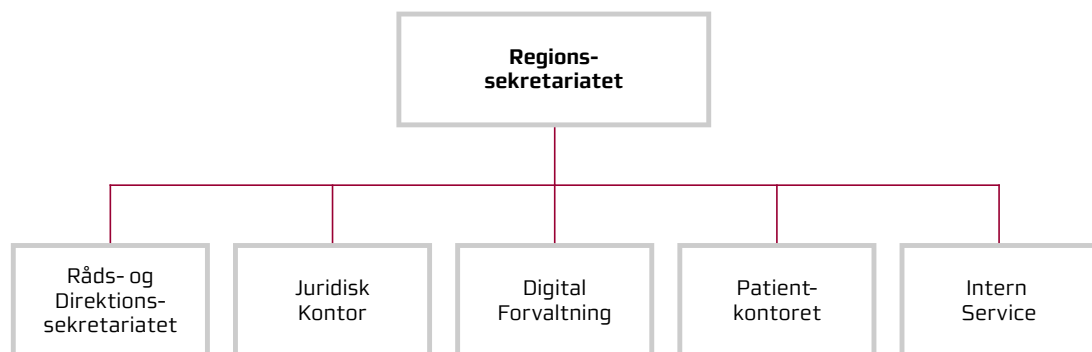 Regions-
sekretariatet
Råds- og
Direktions-
sekretariatet
Juridisk
Kontor
Digital
Forvaltning
Patient-
kontoret
Intern
Service